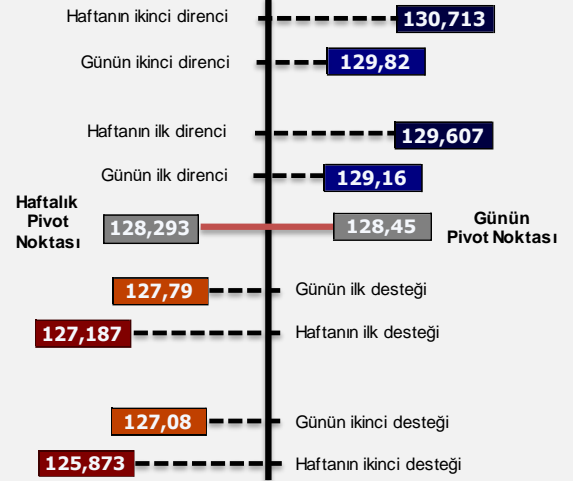 Haftanın ikinci direnci 130,713
Günün ikinci direnci 129,82
Haftanın ilk direnci 129,607
Günün ilk direnci 129,16
Haftalık
Pivot
Noktası
128,293
128,45
Günün
Pivot Noktası
127,79 Günün ilk desteği
127,187 Haftanın ilk desteği
127,08 Günün ikinci desteği
125,873 Haftanın ikinci desteği